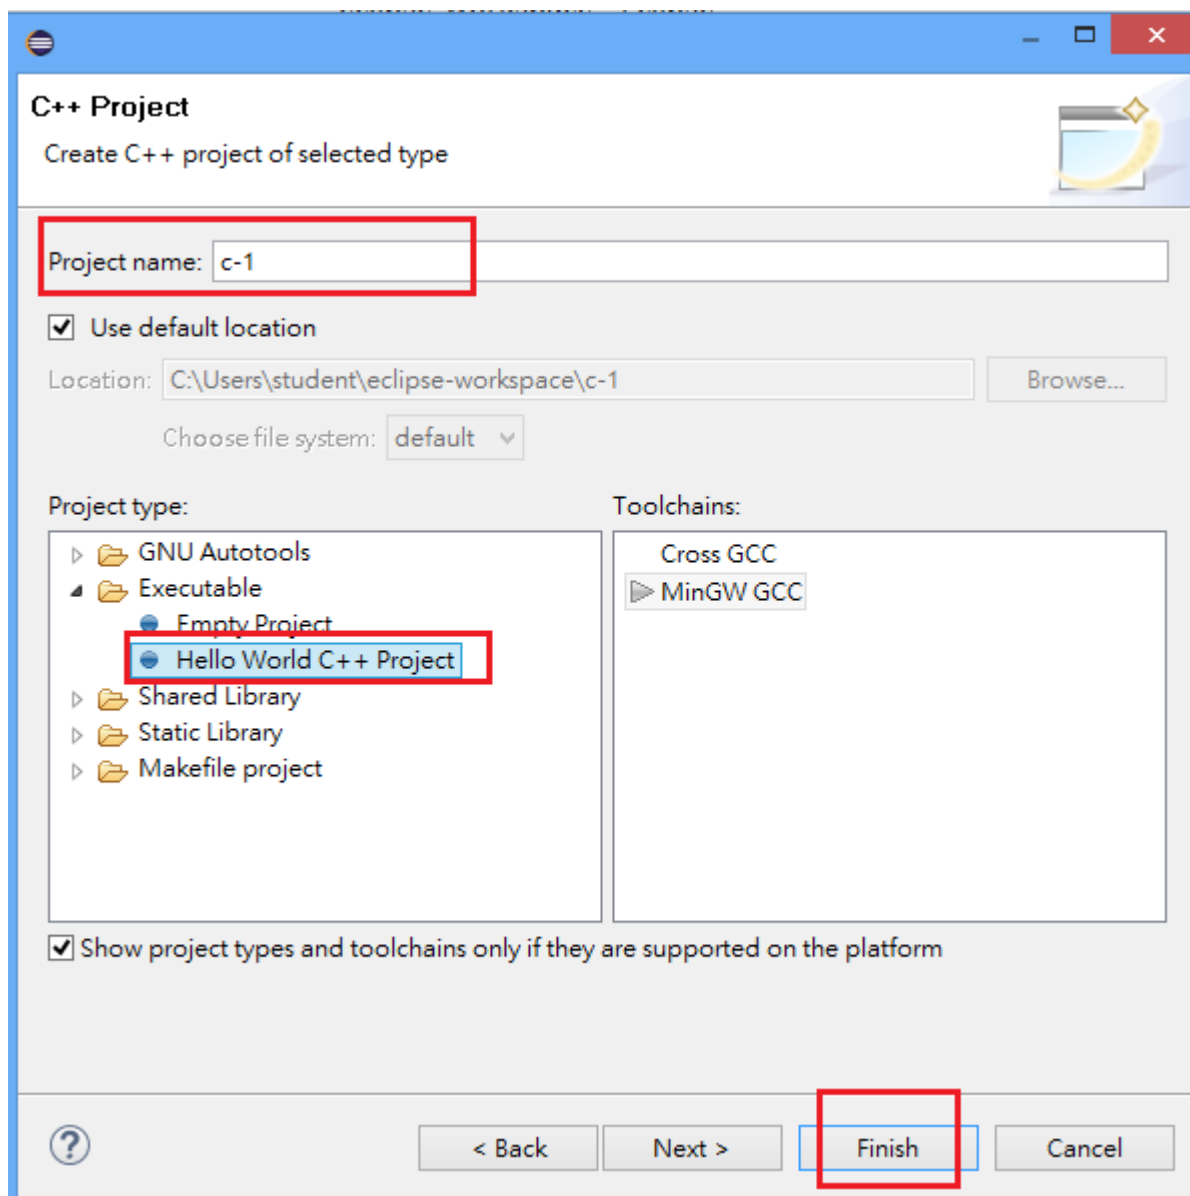 C++ Project
Create C++ project of selected type
Project name: c-1
Use default location
Location: C:\Users\student\eclipse-workspace\c-1 Browse...
Choose file system: default
Project type: Toolchains:
GNU Autotools Cross GCC
Executable MinGW GCC
Empty Project
Hello World C++ Project
Shared Library
Static Library
Makefile project
Show project types and toolchains only if they are supported on the platform
? < Back Next > Finish Cancel